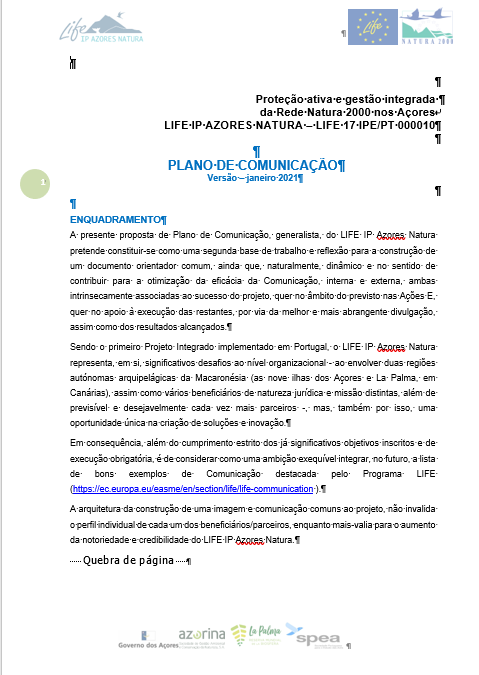 Life
IP AZORES NATURA
Life
NATURA 2000
Proteção ativa e gestão integrada
da Rede Natura 2000 nos Açores
LIFE IP AZORES NATURA – LIFE 17 IPE/PT 000010
PLANO DE COMUNICAÇÃO
Versão – janeiro 2021
1
ENQUADRAMENTO
A presente proposta de Plano de Comunicação, generalista, do LIFE IP Azores Natura
pretende constituir-se como uma segunda base de trabalho e reflexão para a construção de
um documento orientador comum, ainda que, naturalmente, dinâmico e no sentido de
contribuir para a otimização da eficácia da Comunicação, interna e externa, ambas
intrinsecamente associadas ao sucesso do projeto, quer no âmbito do previsto nas Ações E,
quer no apoio à execução das restantes, por via da melhor e mais abrangente divulgação,
assim como dos resultados alcançados.
Sendo o primeiro Projeto Integrado implementado em Portugal, o LIFE IP Azores Natura
representa, em si, significativos desafios ao nível organizacional - ao envolver duas regiões
autónomas arquipelágicas da Macaronésia (as nove ilhas dos Açores e La Palma, em
Canárias), assim como vários beneficiários de natureza jurídica e missão distintas, além de
previsível e desejavelmente cada vez mais parceiros -, mas, também por isso, uma
oportunidade única na criação de soluções e inovação.
Em consequência, além do cumprimento estrito dos já significativos objetivos inscritos e de
execução obrigatória, é de considerar como uma ambição exequível integrar, no futuro, a lista
de bons exemplos de Comunicação destacada pelo Programa LIFE
(https://ec.europa.eu/easme/en/section/life/life-communication ).
A arquitetura da construção de uma imagem e comunicação comuns ao projeto, não invalida
o perfil individual de cada um dos beneficiários/parceiros, enquanto mais-valia para o aumento
da notoriedade e credibilidade do LIFE IP Azores Natura.
Quebra de página
Governo dos Açores
azorina
La Palma
spea